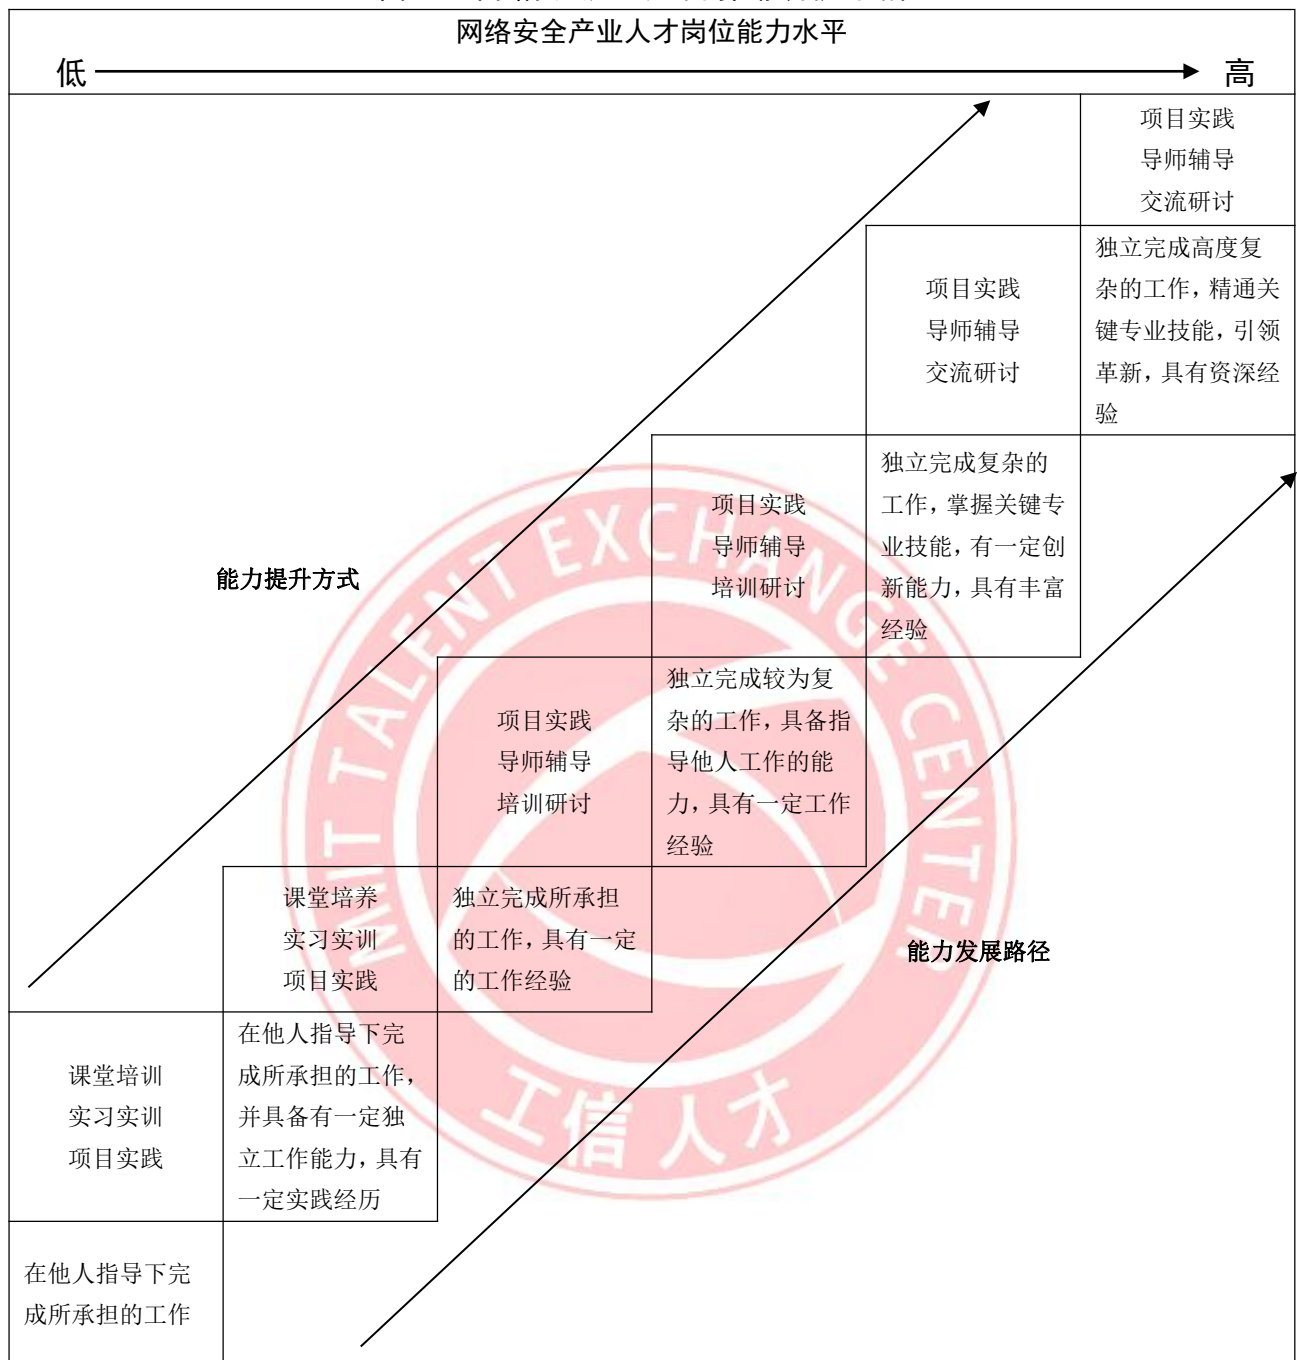 网络安全产业人才岗位能力水平
低
高
项目实践
导师辅导
交流研讨
项目实践
导师辅导
交流研讨
独立完成高度复
杂的工作，精通关
键专业技能，引领
革新，具有资深经
验
项目实践
导师辅导
培训研讨
独立完成复杂的
工作，掌握关键专
业技能，有一定创
新能力，具有丰富
经验
能力提升方式
项目实践
导师辅导
培训研讨
独立完成较为复
杂的工作，具备指
导他人工作的能
力，具有一定工作
经验
课堂培养
实习实训
项目实践
独立完成所承担
的工作，具有一定
的工作经验
能力发展路径
课堂培训
实习实训
项目实践
在他人指导下完
成所承担的工作，
并具备有一定独
立工作能力，具有
一定实践经历
在他人指导下完
成所承担的工作
MIIT TALENT EXCHANGE CENTER
工信人才